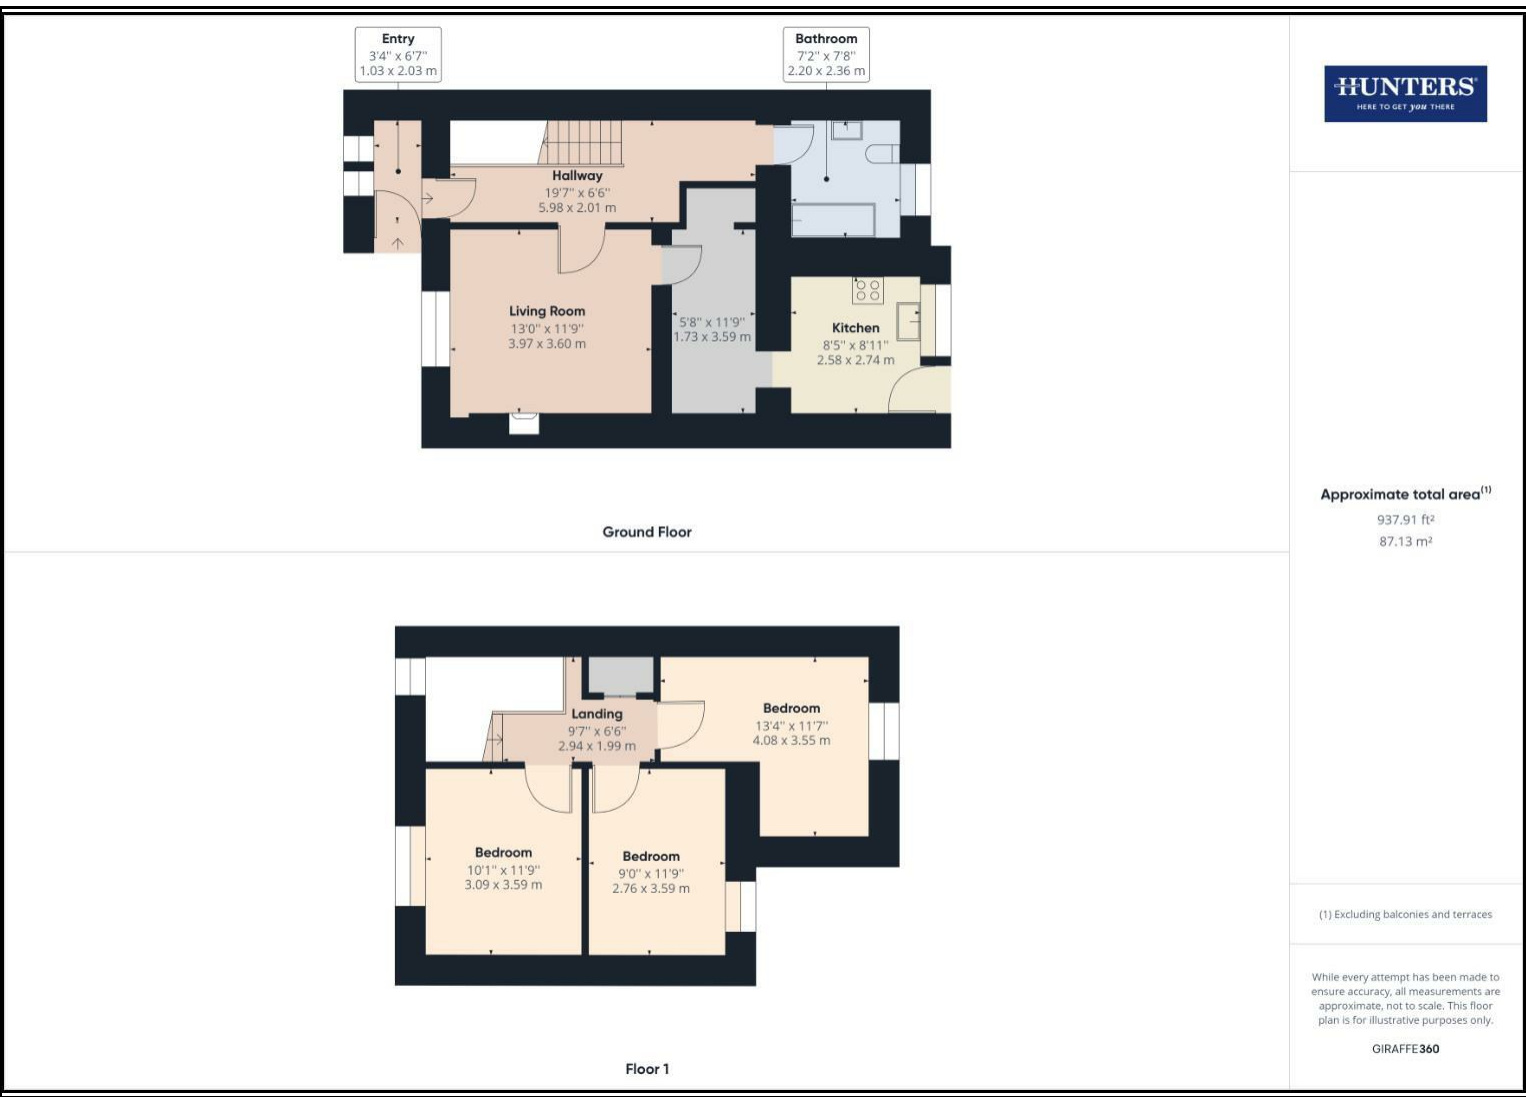 Entry
3'4" x 6'7"
1.03 x 2.03 m
Bathroom
7'2" x 7'8"
2.20 x 2.36 m
Hallway
19'7" x 6'6"
5.98 x 2.01 m
Living Room
13'0" x 11'9"
3.97 x 3.60 m
5'8" x 11'9"
1.73 x 3.59 m
Kitchen
8'5" x 8'11"
2.58 x 2.74 m
Ground Floor
Landing
9'7" x 6'6"
2.94 x 1.99 m
Bedroom
13'4" x 11'7"
4.08 x 3.55 m
Bedroom
10'1" x 11'9"
3.09 x 3.59 m
Bedroom
9'0" x 11'9"
2.76 x 3.59 m
Floor 1
HUNTERS®
HERE TO GET you THERE
Approximate total area(1)
937.91 ft²
87.13 m²
(1) Excluding balconies and terraces
While every attempt has been made to
ensure accuracy, all measurements are
approximate, not to scale. This floor
plan is for illustrative purposes only.
GIRAFFE360